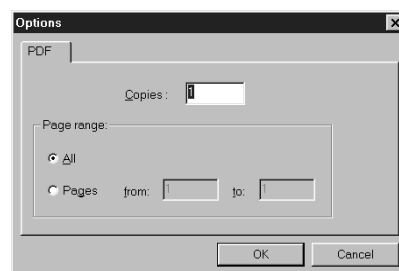 Options
PDF
Copies: 1
Page range:
All
Pages from: 1 to: 1
OK Cancel